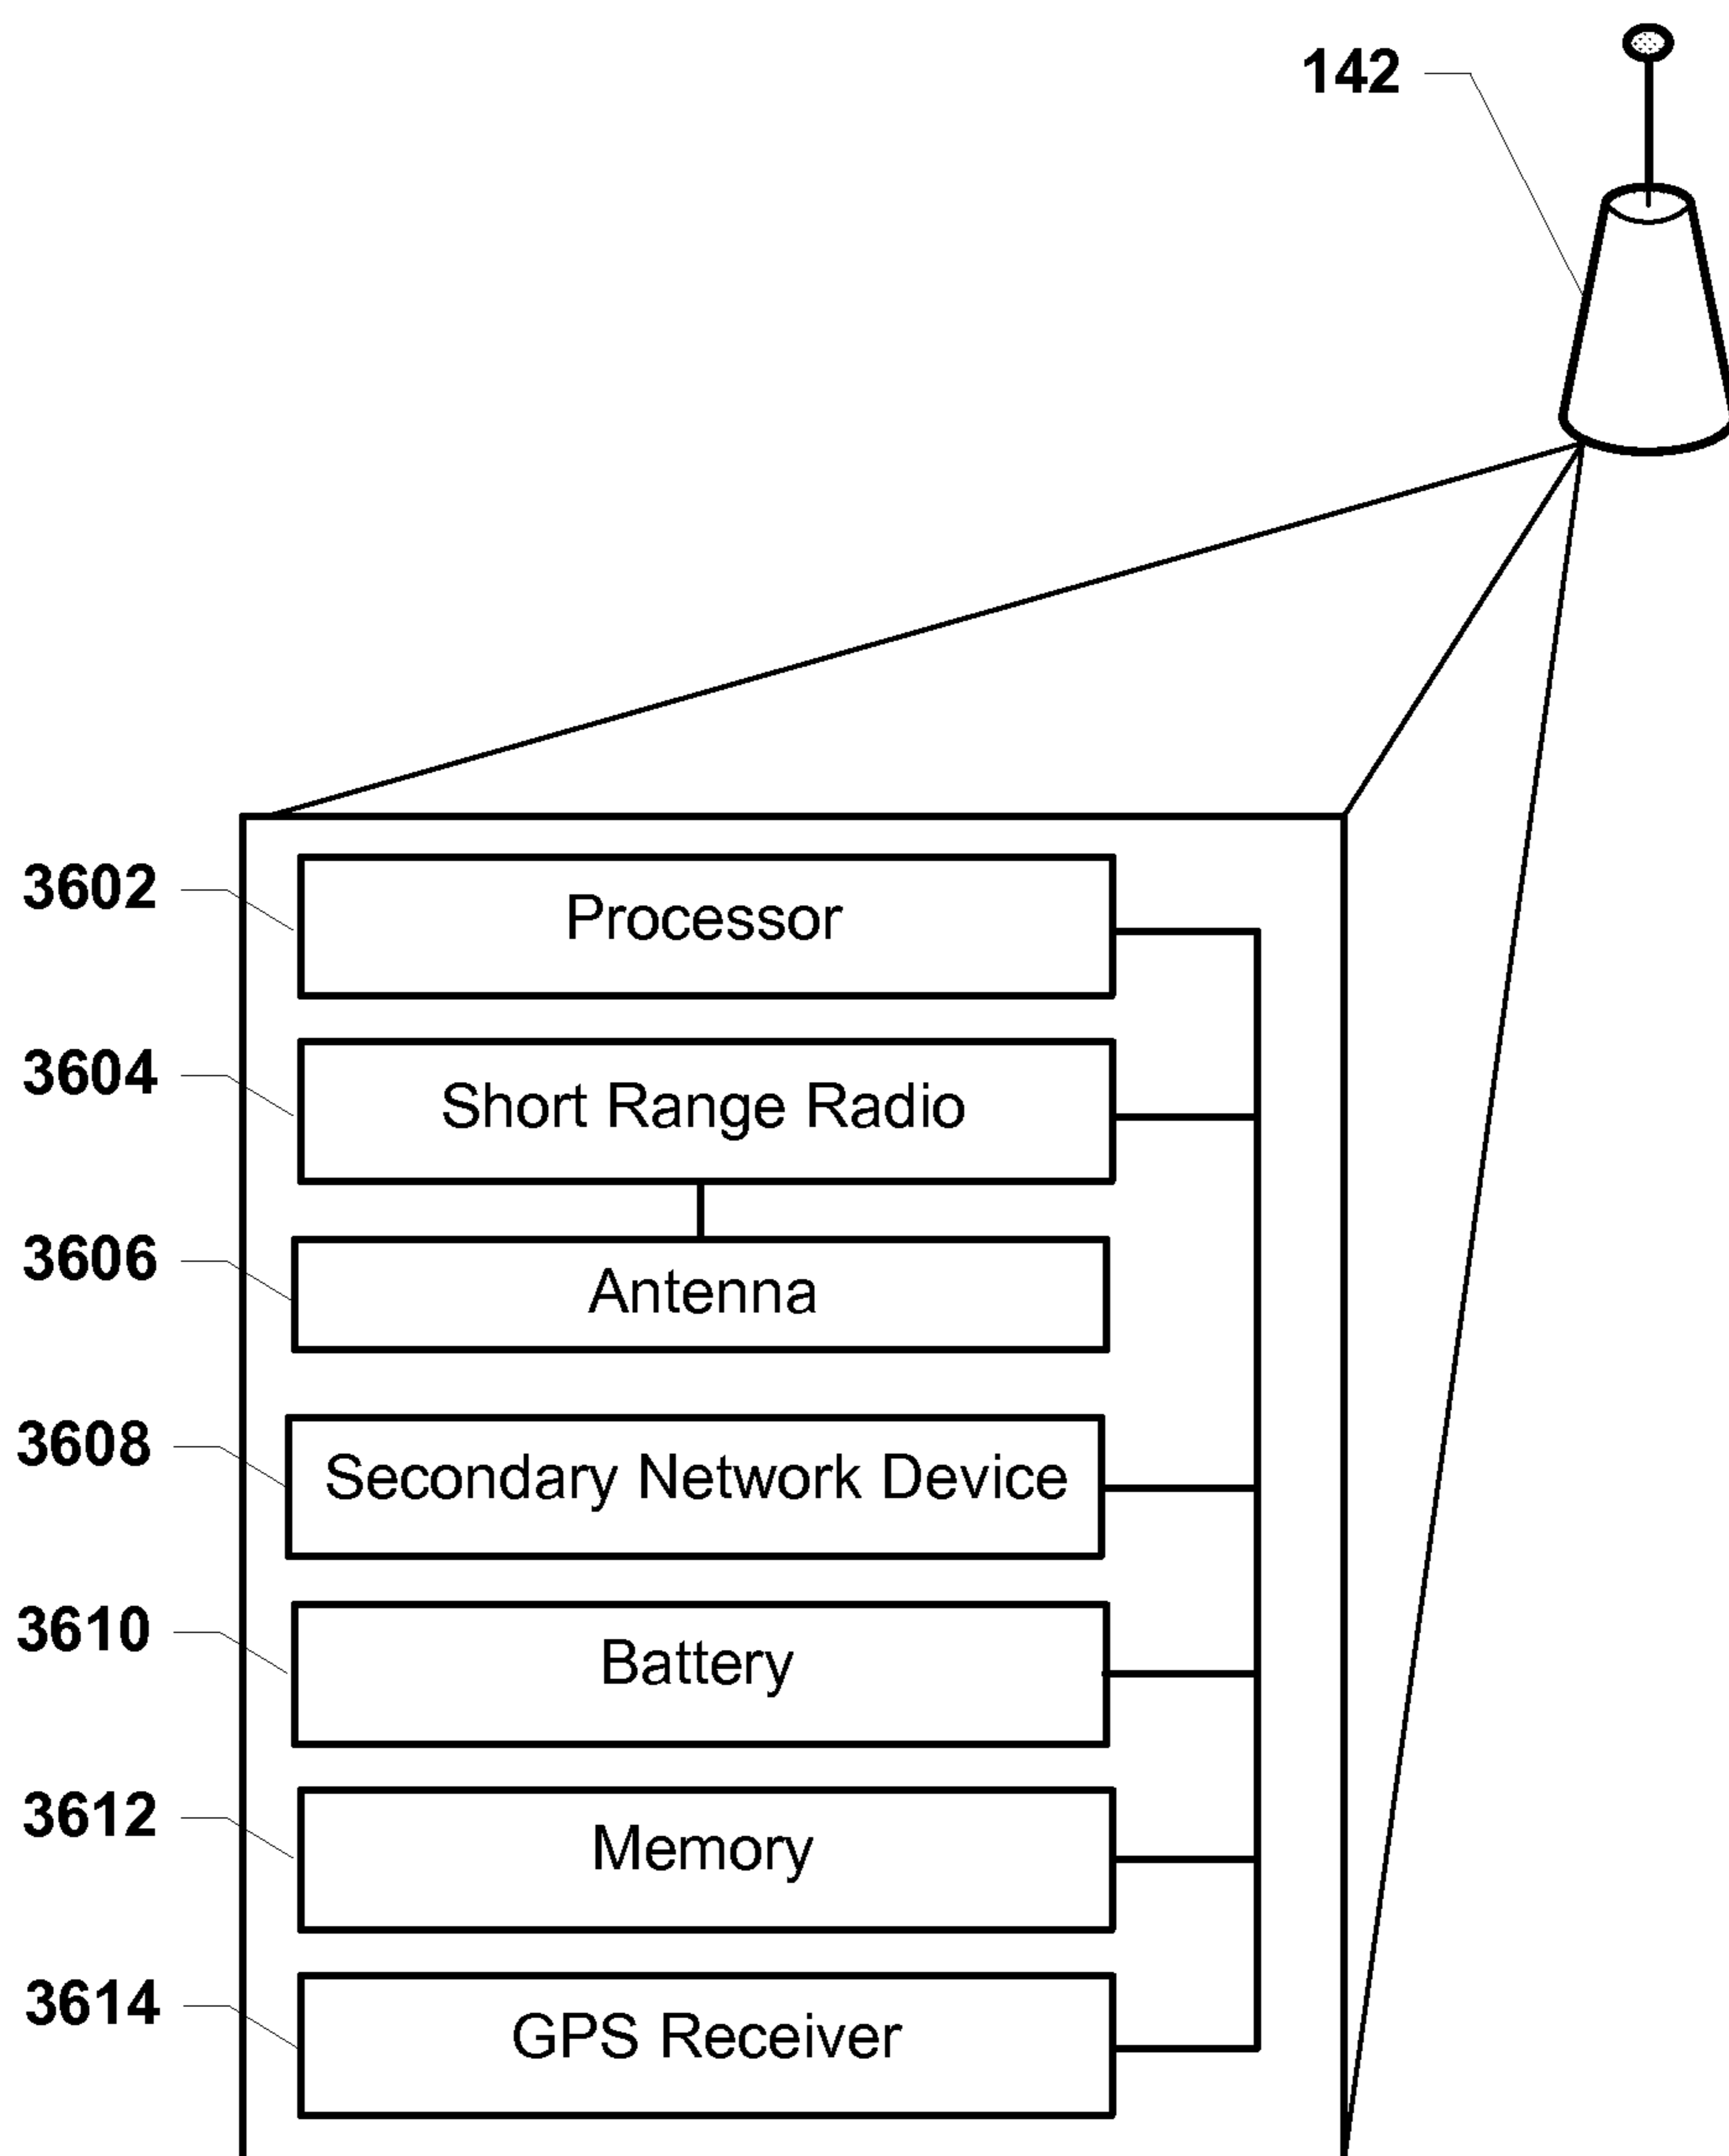 142
3602 Processor
3604 Short Range Radio
3606 Antenna
3608 Secondary Network Device
3610 Battery
3612 Memory
3614 GPS Receiver